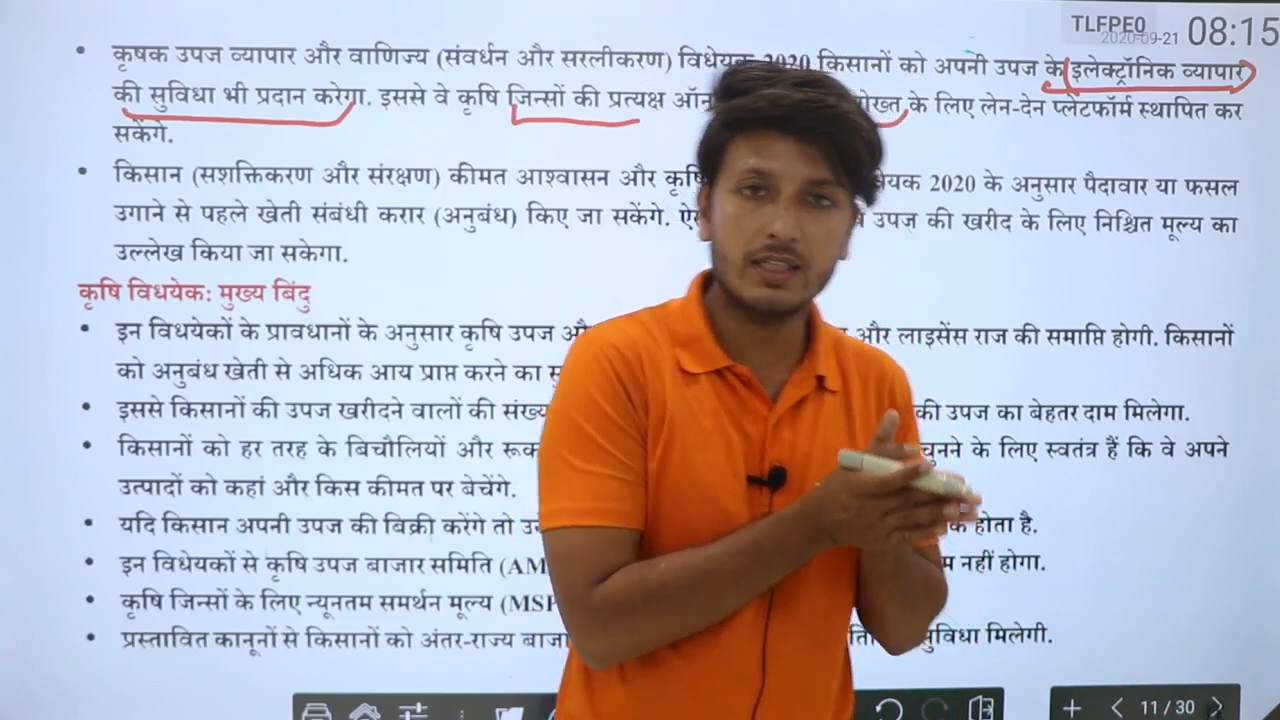 TLFPE0
2020-09-21 08:15
कृषक उपज व्यापार और वाणिज्य (संवर्धन और सरलीकरण) विधेयक 2020 किसानों को अपनी उपज के इलेक्ट्रॉनिक व्यापार
की सुविधा भी प्रदान करेगा. इससे वे कृषि जिन्सों की प्रत्यक्ष के लिए लेन-देन प्लेटफॉर्म स्थापित कर
सकेंगे.
किसान (सशक्तिकरण और संरक्षण) कीमत आश्वासन और 2020 के अनुसार पैदावार या फसल
उगाने से पहले खेती संबंधी करार (अनुबंध) किए जा सकेंगे. उपज की खरीद के लिए निश्चित मूल्य का
उल्लेख किया जा सकेगा.
कृषि विधयेक: मुख्य बिंदु
इन विधयेकों के प्रावधानों के अनुसार कृषि उपज और लाइसेंस राज की समाप्ति होगी. किसानों
को अनुबंध खेती से अधिक आय प्राप्त करने का
इससे किसानों की उपज खरीदने वालों की की उपज का बेहतर दाम मिलेगा.
किसानों को हर तरह के बिचौलियों और चुनने के लिए स्वतंत्र हैं कि वे अपने
उत्पादों को कहां और किस कीमत पर बेचेंगे.
यदि किसान अपनी उपज की बिक्री करेंगे तो होता है.
इन विधेयकों से कृषि उपज बाजार समिति नहीं होगा.
कृषि जिन्सों के लिए न्यूनतम समर्थन मूल्य (MSP
प्रस्तावित कानूनों से किसानों को अंतर-राज्य सुविधा मिलेगी.
11 / 30